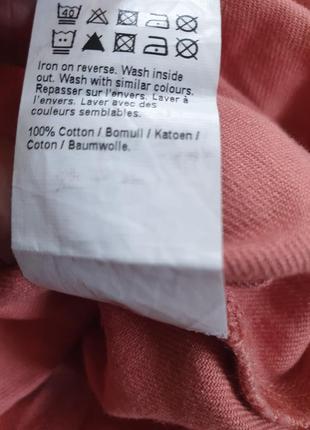 40
Iron on reverse. Wash inside
out. Wash with similar colours.
Repasser sur l'envers. Laver à
l'envers. Laver avec des
couleurs semblables.
100% Cotton / Bomull / Katoen /
Coton / Baumwolle.